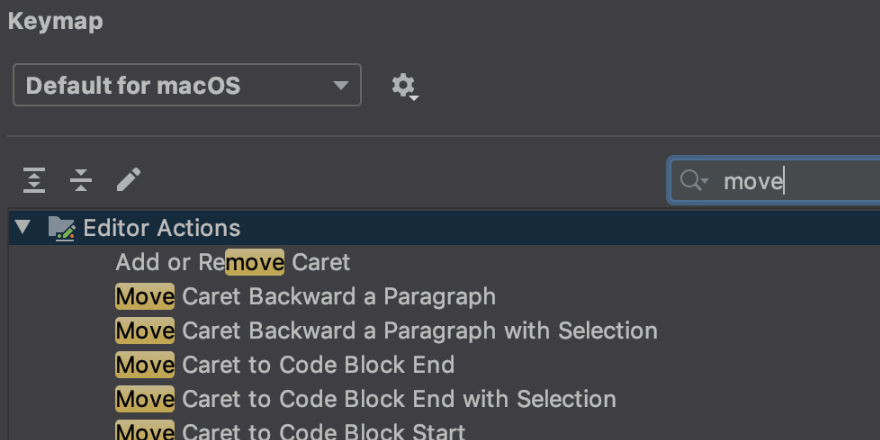 Keymap
Default for macOS
move
Editor Actions
Add or Remove Caret
Move Caret Backward a Paragraph
Move Caret Backward a Paragraph with Selection
Move Caret to Code Block End
Move Caret to Code Block End with Selection
Move Caret to Code Block Start